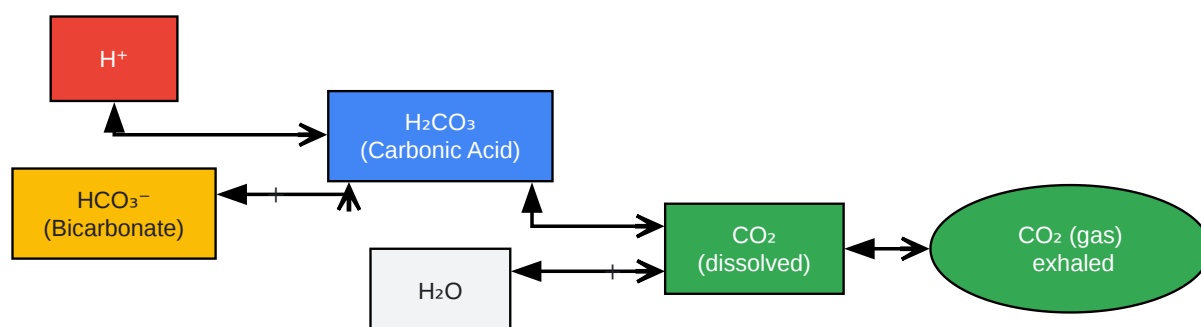 H⁺
H₂CO₃
(Carbonic Acid)
HCO₃⁻
(Bicarbonate)
CO₂
(dissolved)
CO₂ (gas)
exhaled
H₂O
+
+